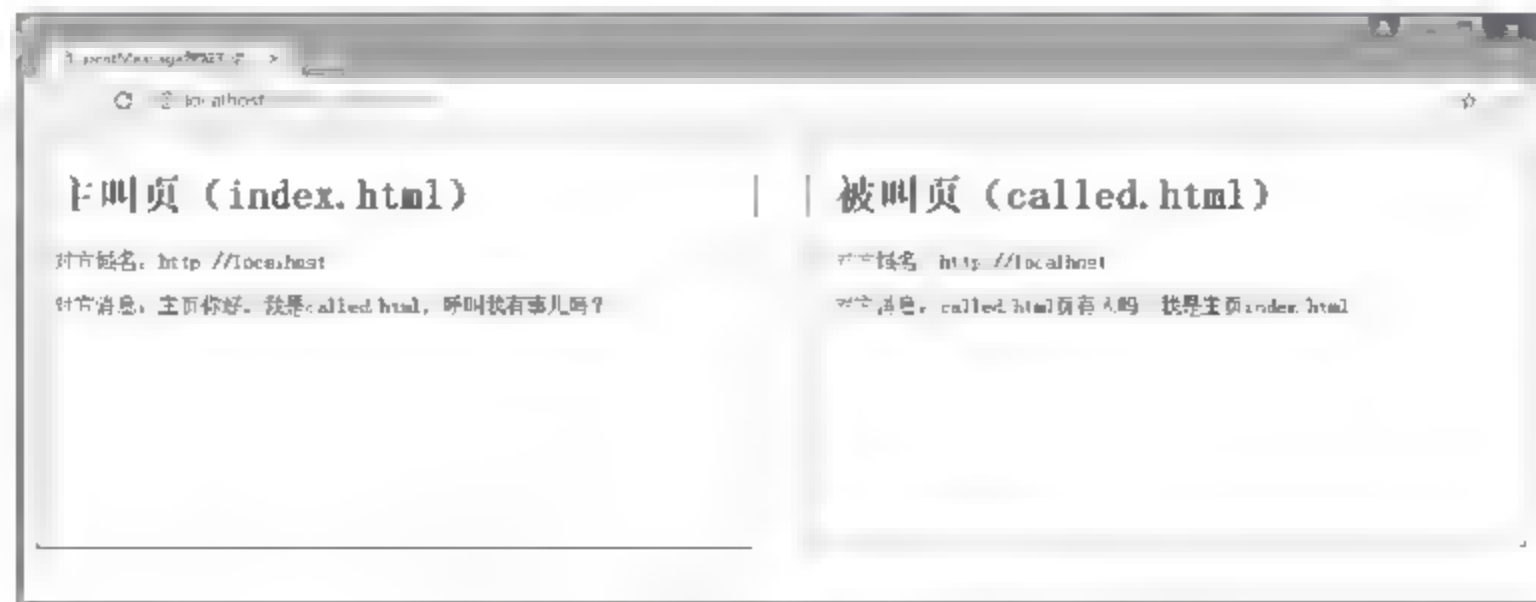 localhost
主叫页（index.html）
对方域名：http://localhost
对方消息：主页你好，我是called.html，呼叫我有事儿吗？
被叫页（called.html）
对方域名：http://localhost
对方消息：called.html页有人吗 我是主页index.html